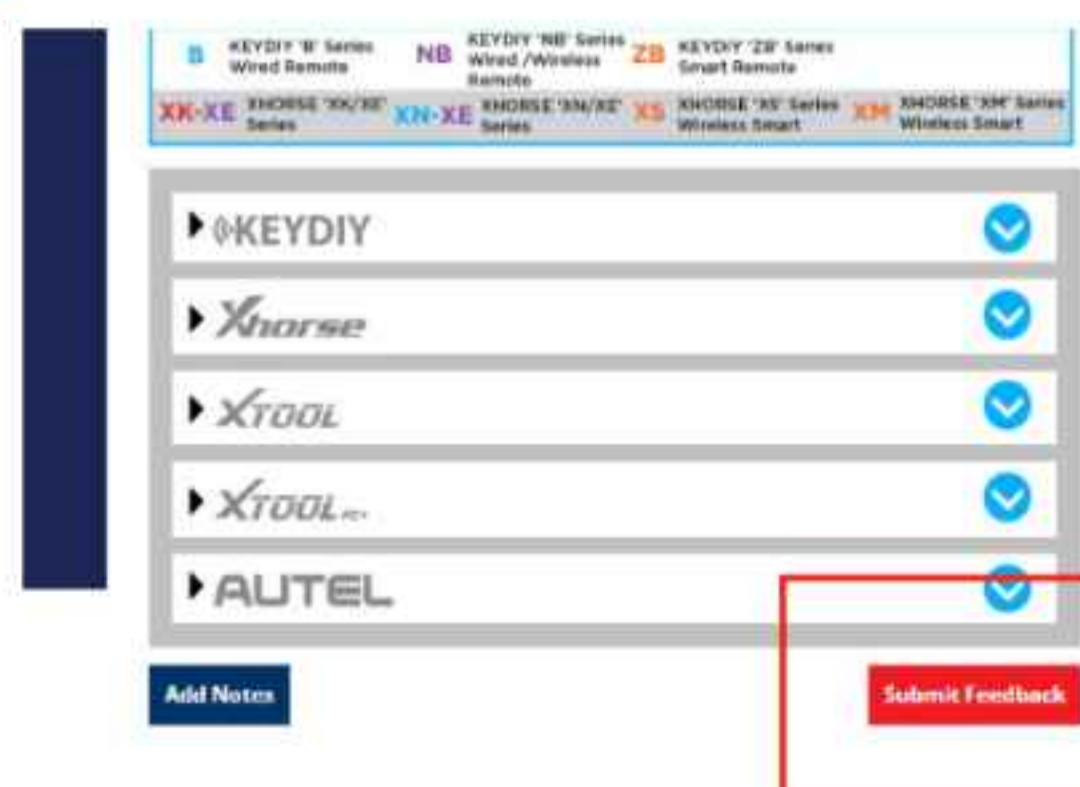 B KEYDIY 'B' Series Wired Remote
NB KEYDIY 'NB' Series Wired /Wireless Remote
ZB KEYDIY 'ZB' Series Smart Remote
XK-XE XHORSE 'XK/XE' Series
XN-XE XHORSE 'XN/XE' Series
XS XHORSE 'XS' Series Wireless Smart
XM XHORSE 'XM' Series Wireless Smart
KEYDIY
Xhorse
XTOOL
XTOOL
AUTEL
Add Notes
Submit Feedback